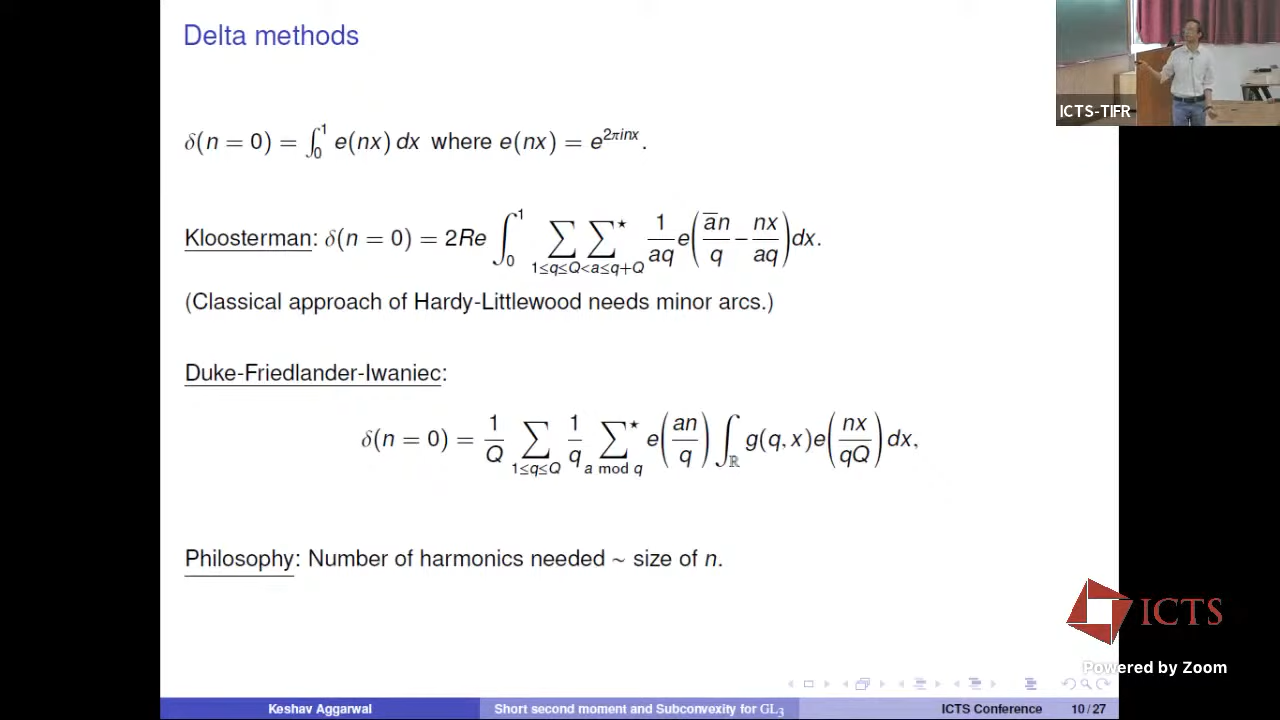 Delta methods
ICTS-TIFR
δ(n = 0) = ∫₀¹ e(nx) dx where e(nx) = e^{2πinx}.
Kloosterman: δ(n = 0) = 2Re ∫₀¹ ∑∑*_{1≤q≤Q<a≤q+Q} 1/aq e(a̅n/q − nx/aq) dx.
(Classical approach of Hardy-Littlewood needs minor arcs.)
Duke-Friedlander-Iwaniec:
δ(n = 0) = 1/Q ∑_{1≤q≤Q} 1/q ∑*_{a mod q} e(an/q) ∫_ℝ g(q, x)e(nx/qQ) dx,
Philosophy: Number of harmonics needed ~ size of n.
ICTS
Powered by Zoom
Keshav Aggarwal Short second moment and Subconvexity for GL₃ ICTS Conference 10/27